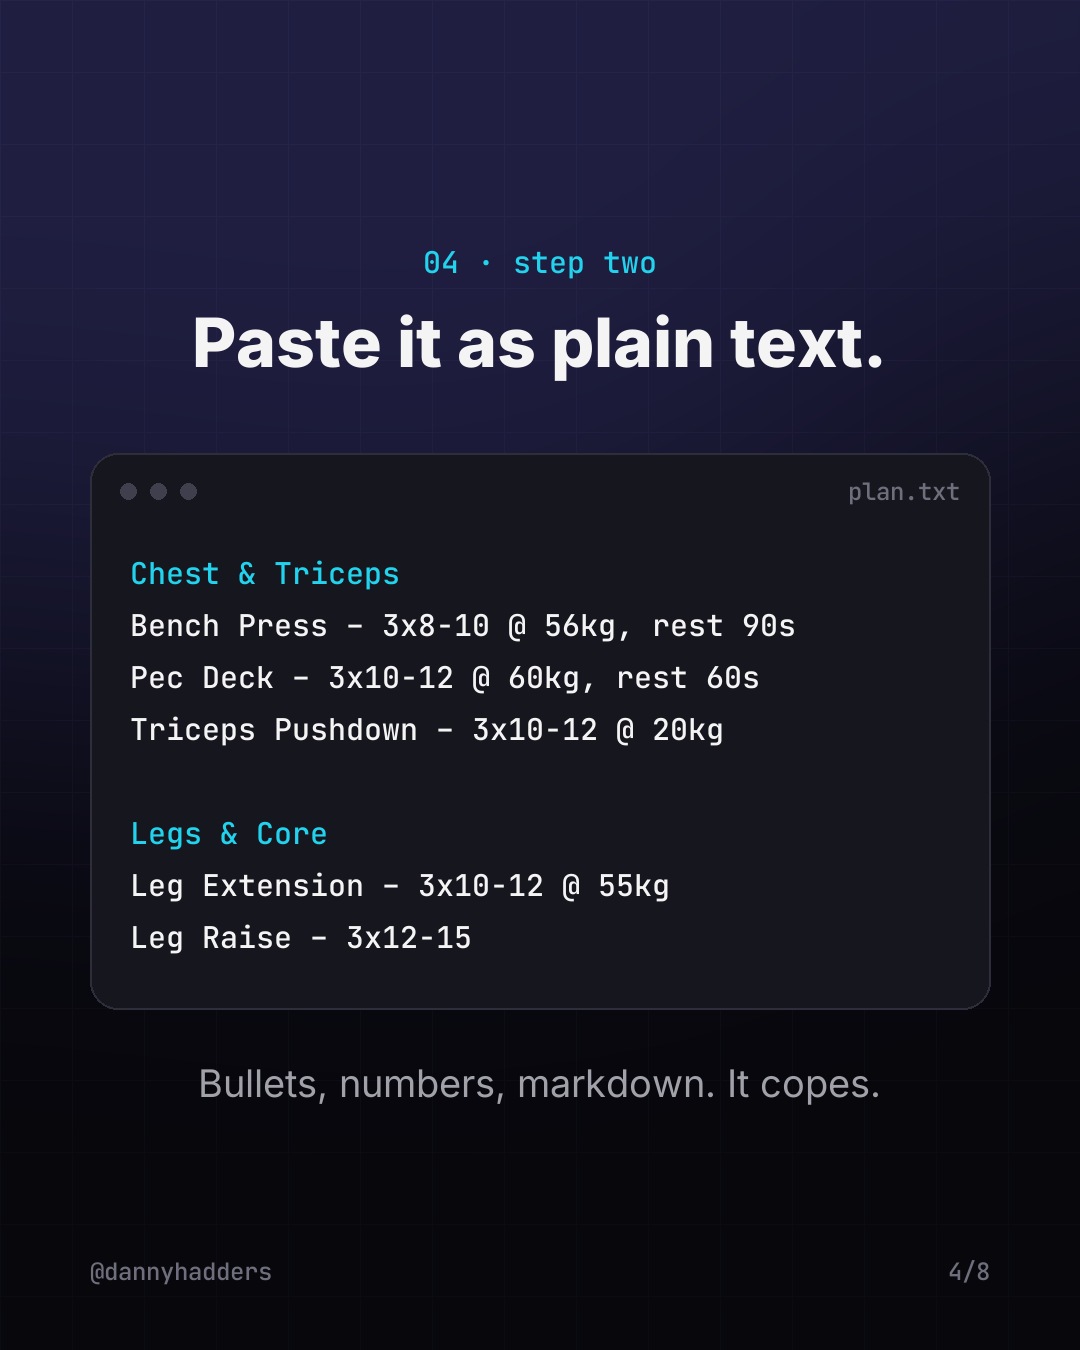 04 · step two
Paste it as plain text.
plan.txt
Chest & Triceps
Bench Press – 3x8-10 @ 56kg, rest 90s
Pec Deck – 3x10-12 @ 60kg, rest 60s
Triceps Pushdown – 3x10-12 @ 20kg
Legs & Core
Leg Extension – 3x10-12 @ 55kg
Leg Raise – 3x12-15
Bullets, numbers, markdown. It copes.
@dannyhadders
4/8